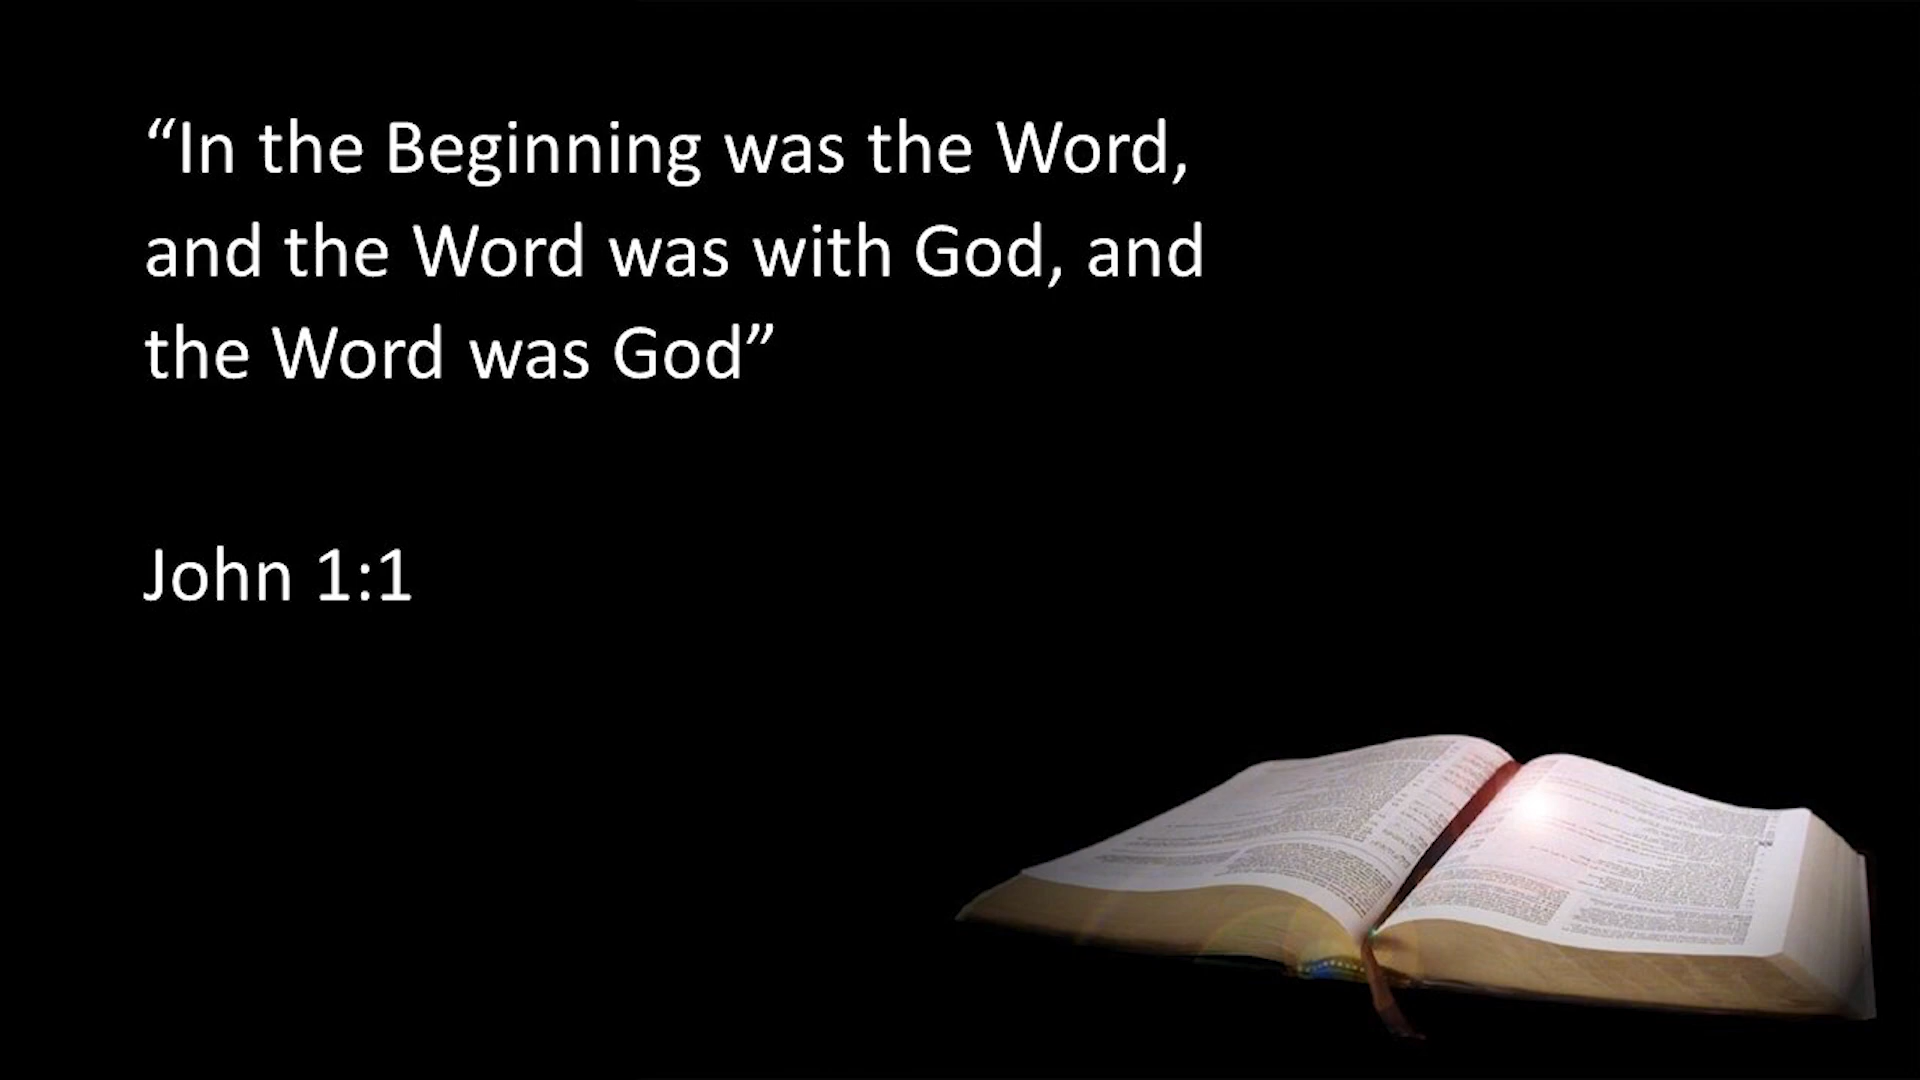 “In the Beginning was the Word,
and the Word was with God, and
the Word was God”
John 1:1